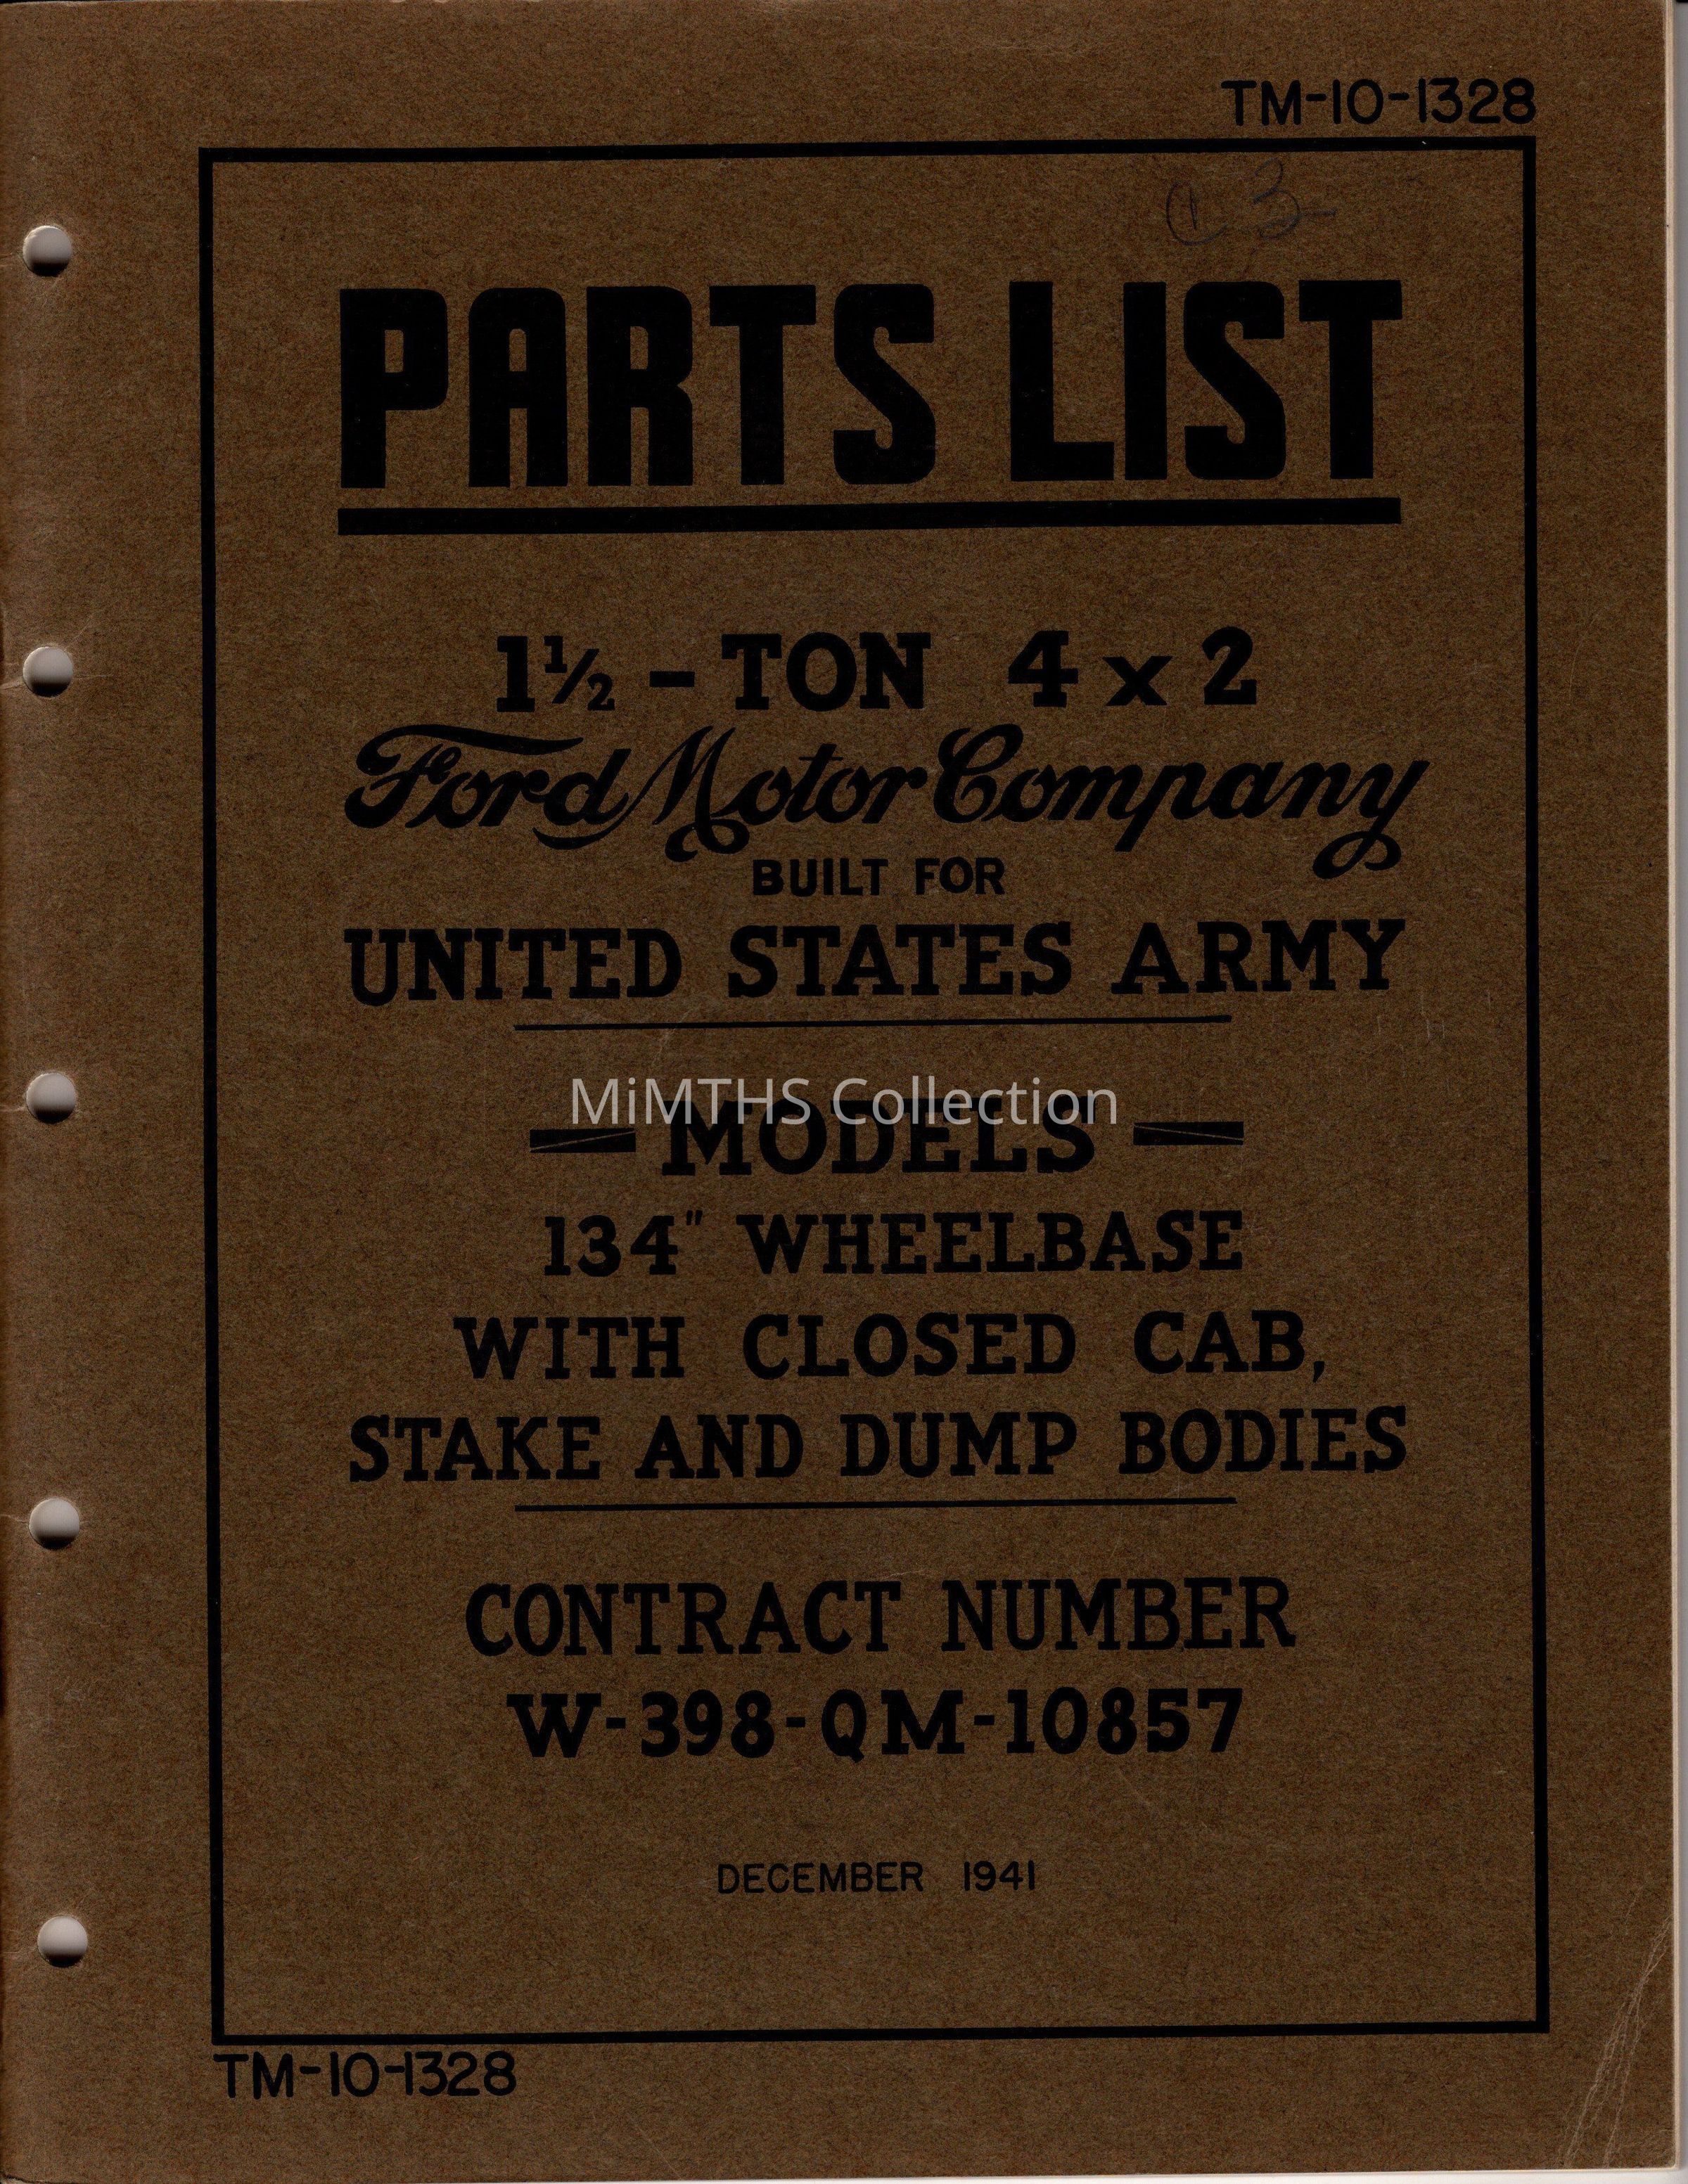 TM-10-1328
PARTS LIST
1½ - TON 4 x 2
Ford Motor Company
BUILT FOR
UNITED STATES ARMY
MiMTHS Collection
— MODELS —
134" WHEELBASE
WITH CLOSED CAB,
STAKE AND DUMP BODIES
CONTRACT NUMBER
W-398-QM-10857
DECEMBER 1941
TM-10-1328